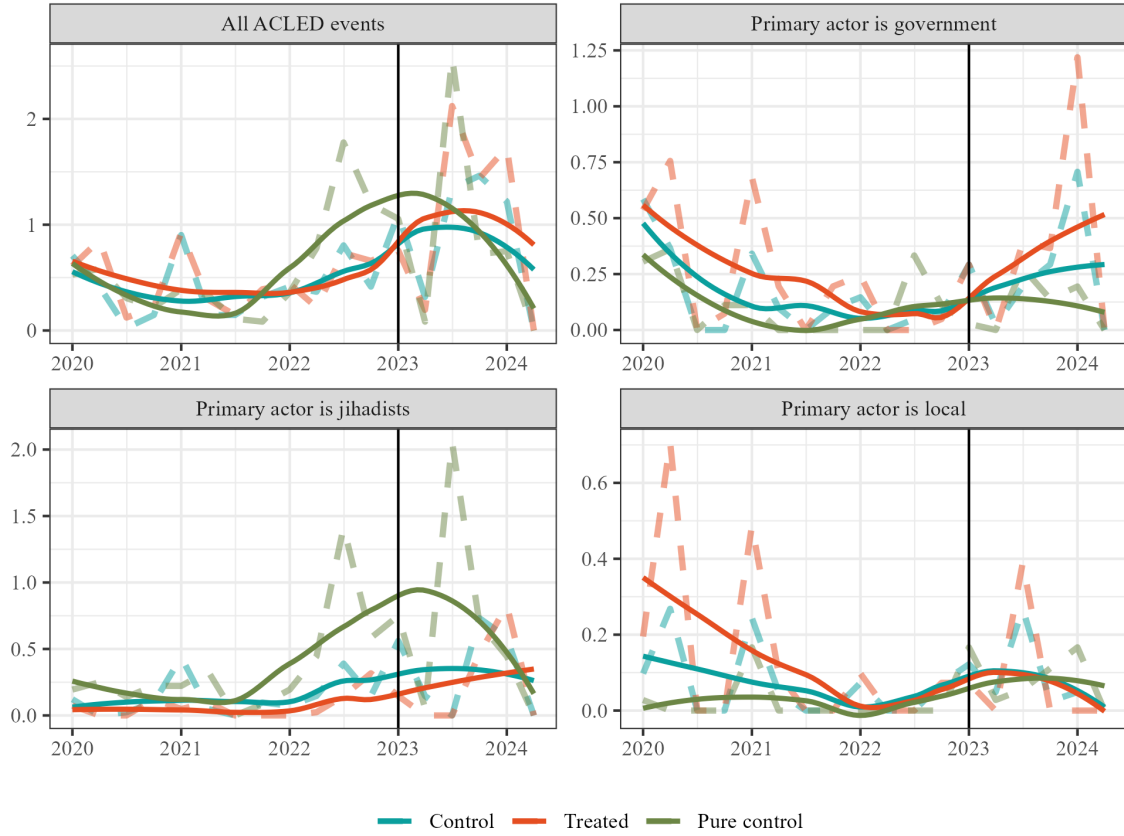 All ACLED events
2
1
0
2020 2021 2022 2023 2024
Primary actor is government
1.25
1.00
0.75
0.50
0.25
0.00
2020 2021 2022 2023 2024
Primary actor is jihadists
2.0
1.5
1.0
0.5
0.0
2020 2021 2022 2023 2024
Primary actor is local
0.6
0.4
0.2
0.0
2020 2021 2022 2023 2024
Control Treated Pure control